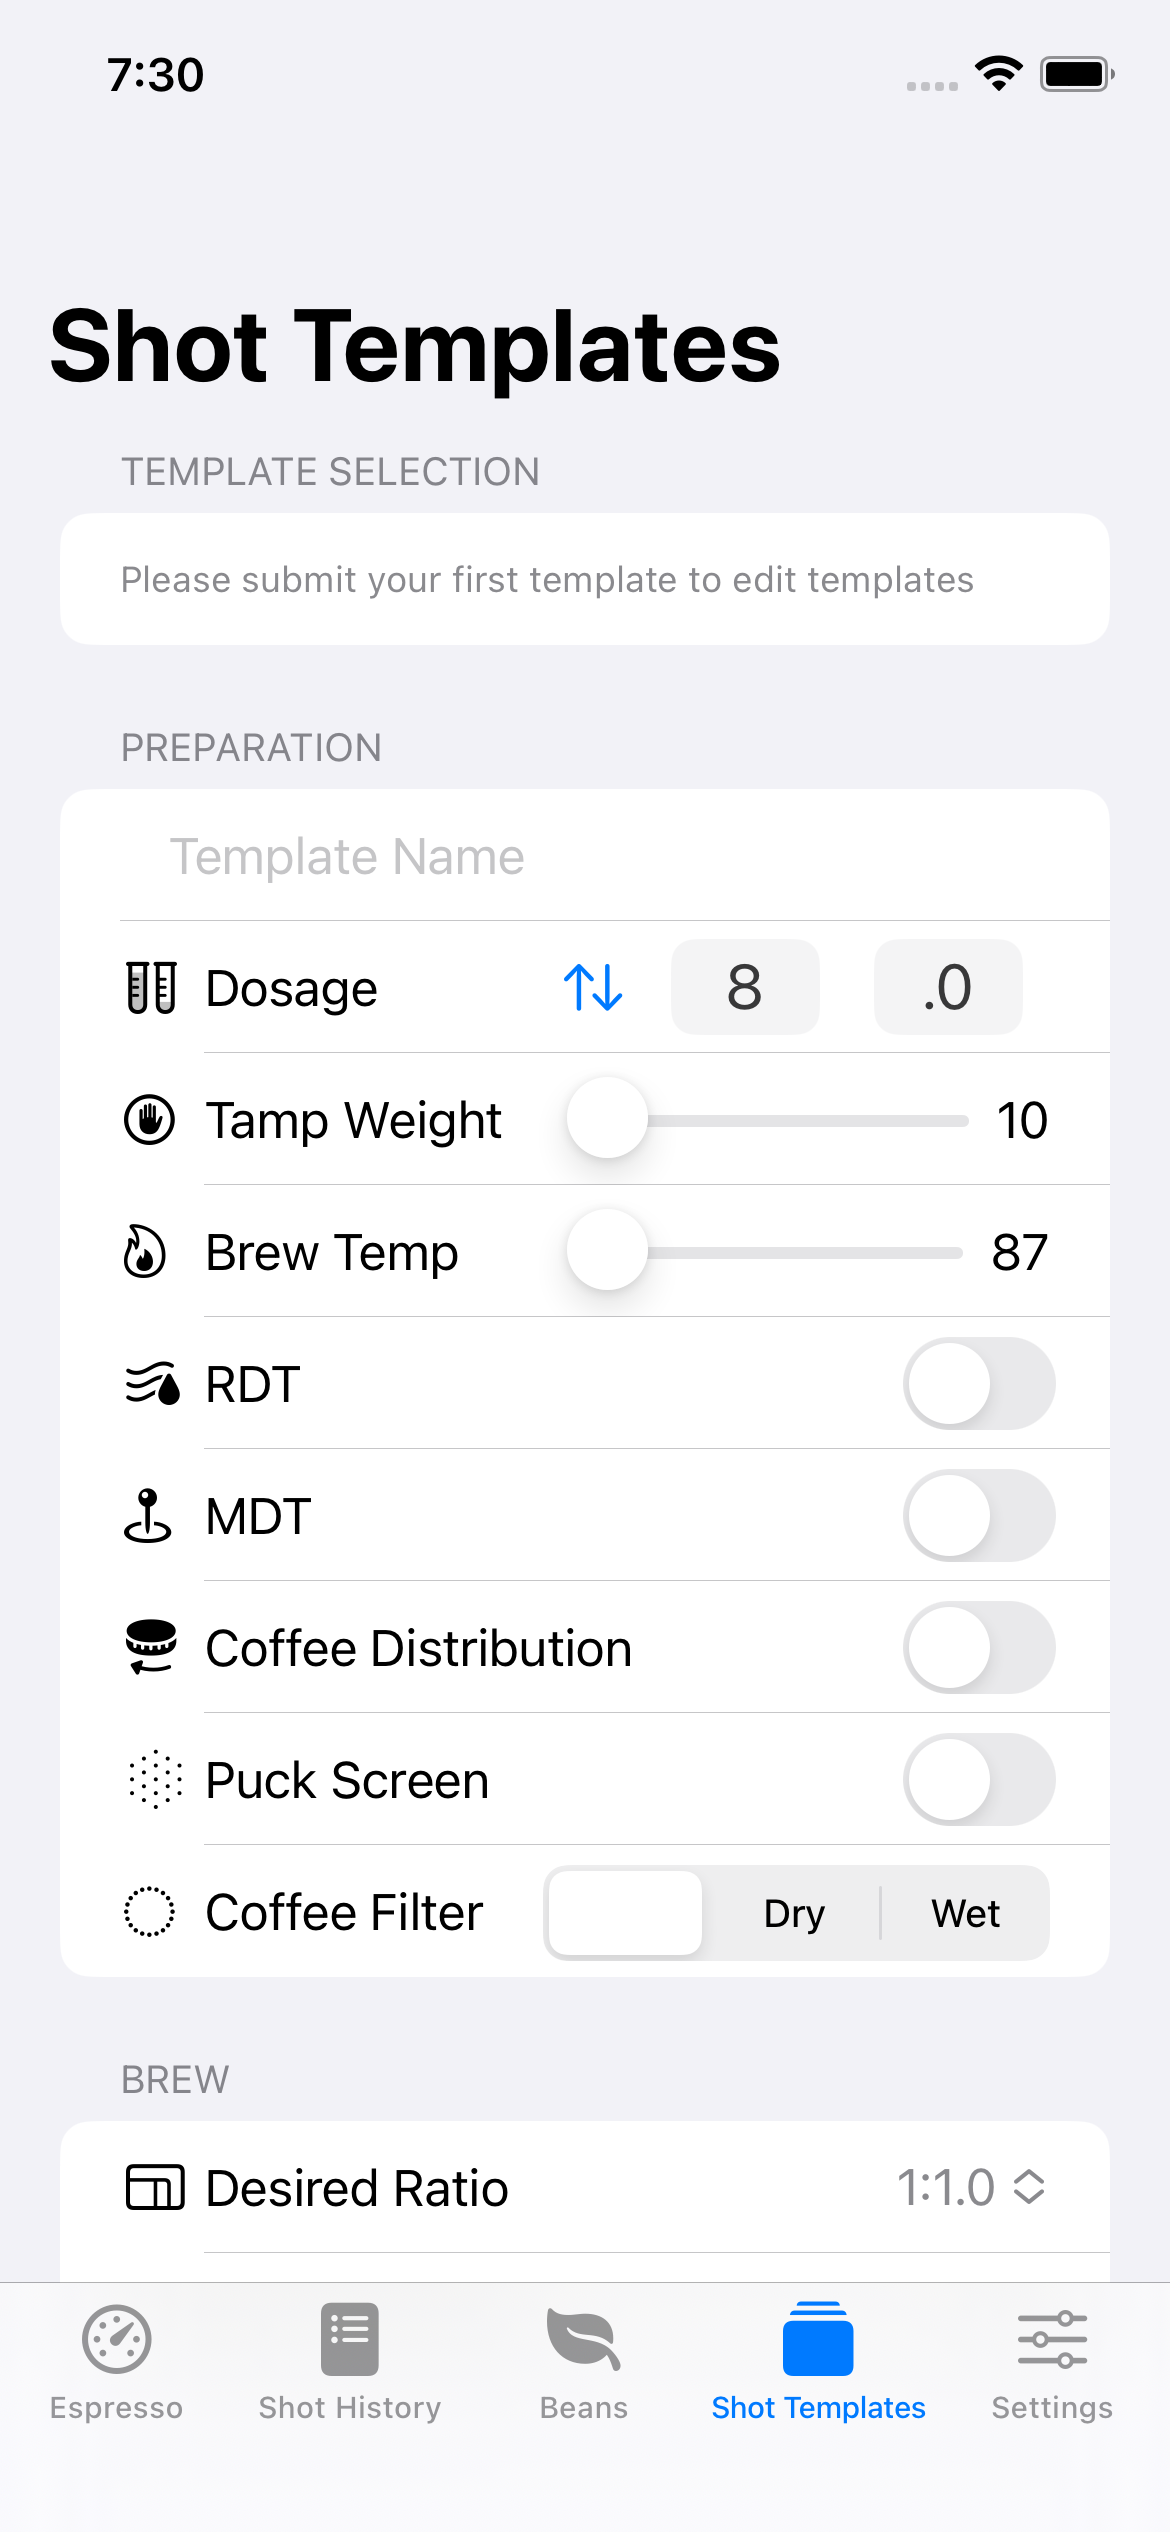 7:30
Shot Templates
TEMPLATE SELECTION
Please submit your first template to edit templates
PREPARATION
Template Name
Dosage 8 .0
Tamp Weight 10
Brew Temp 87
RDT
MDT
Coffee Distribution
Puck Screen
Coffee Filter Dry Wet
BREW
Desired Ratio 1:1.0
Espresso Shot History Beans Shot Templates Settings